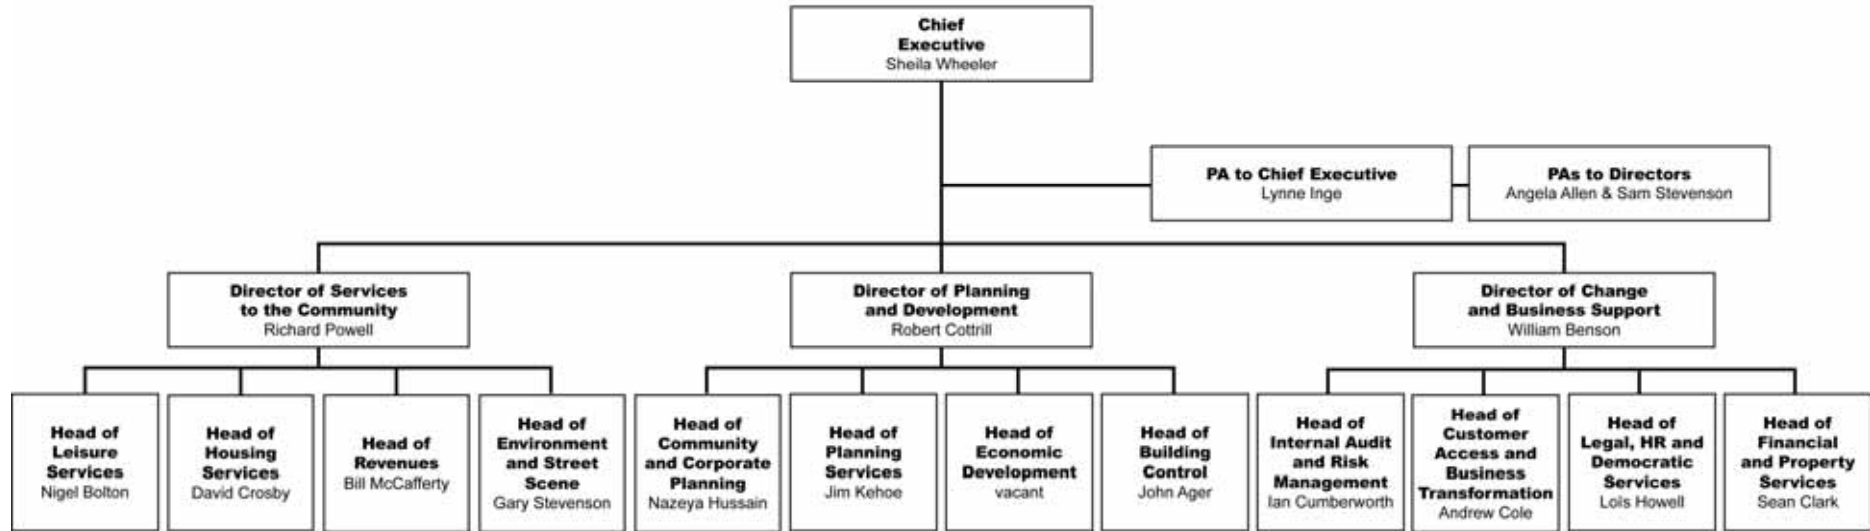 Chief
Executive
Sheila Wheeler
PA to Chief Executive
Lynne Inge
PAs to Directors
Angela Allen & Sam Stevenson
Director of Services
to the Community
Richard Powell
Director of Planning
and Development
Robert Cottrill
Director of Change
and Business Support
William Benson
Head of
Leisure
Services
Nigel Bolton
Head of
Housing
Services
David Crosby
Head of
Revenues
Bill McCafferty
Head of
Environment
and Street
Scene
Gary Stevenson
Head of
Community
and Corporate
Planning
Nazeya Hussain
Head of
Planning
Services
Jim Kehoe
Head of
Economic
Development
vacant
Head of
Building
Control
John Ager
Head of
Internal Audit
and Risk
Management
Ian Cumberworth
Head of
Customer
Access and
Business
Transformation
Andrew Cole
Head of
Legal, HR and
Democratic
Services
Lois Howell
Head of
Financial
and Property
Services
Sean Clark